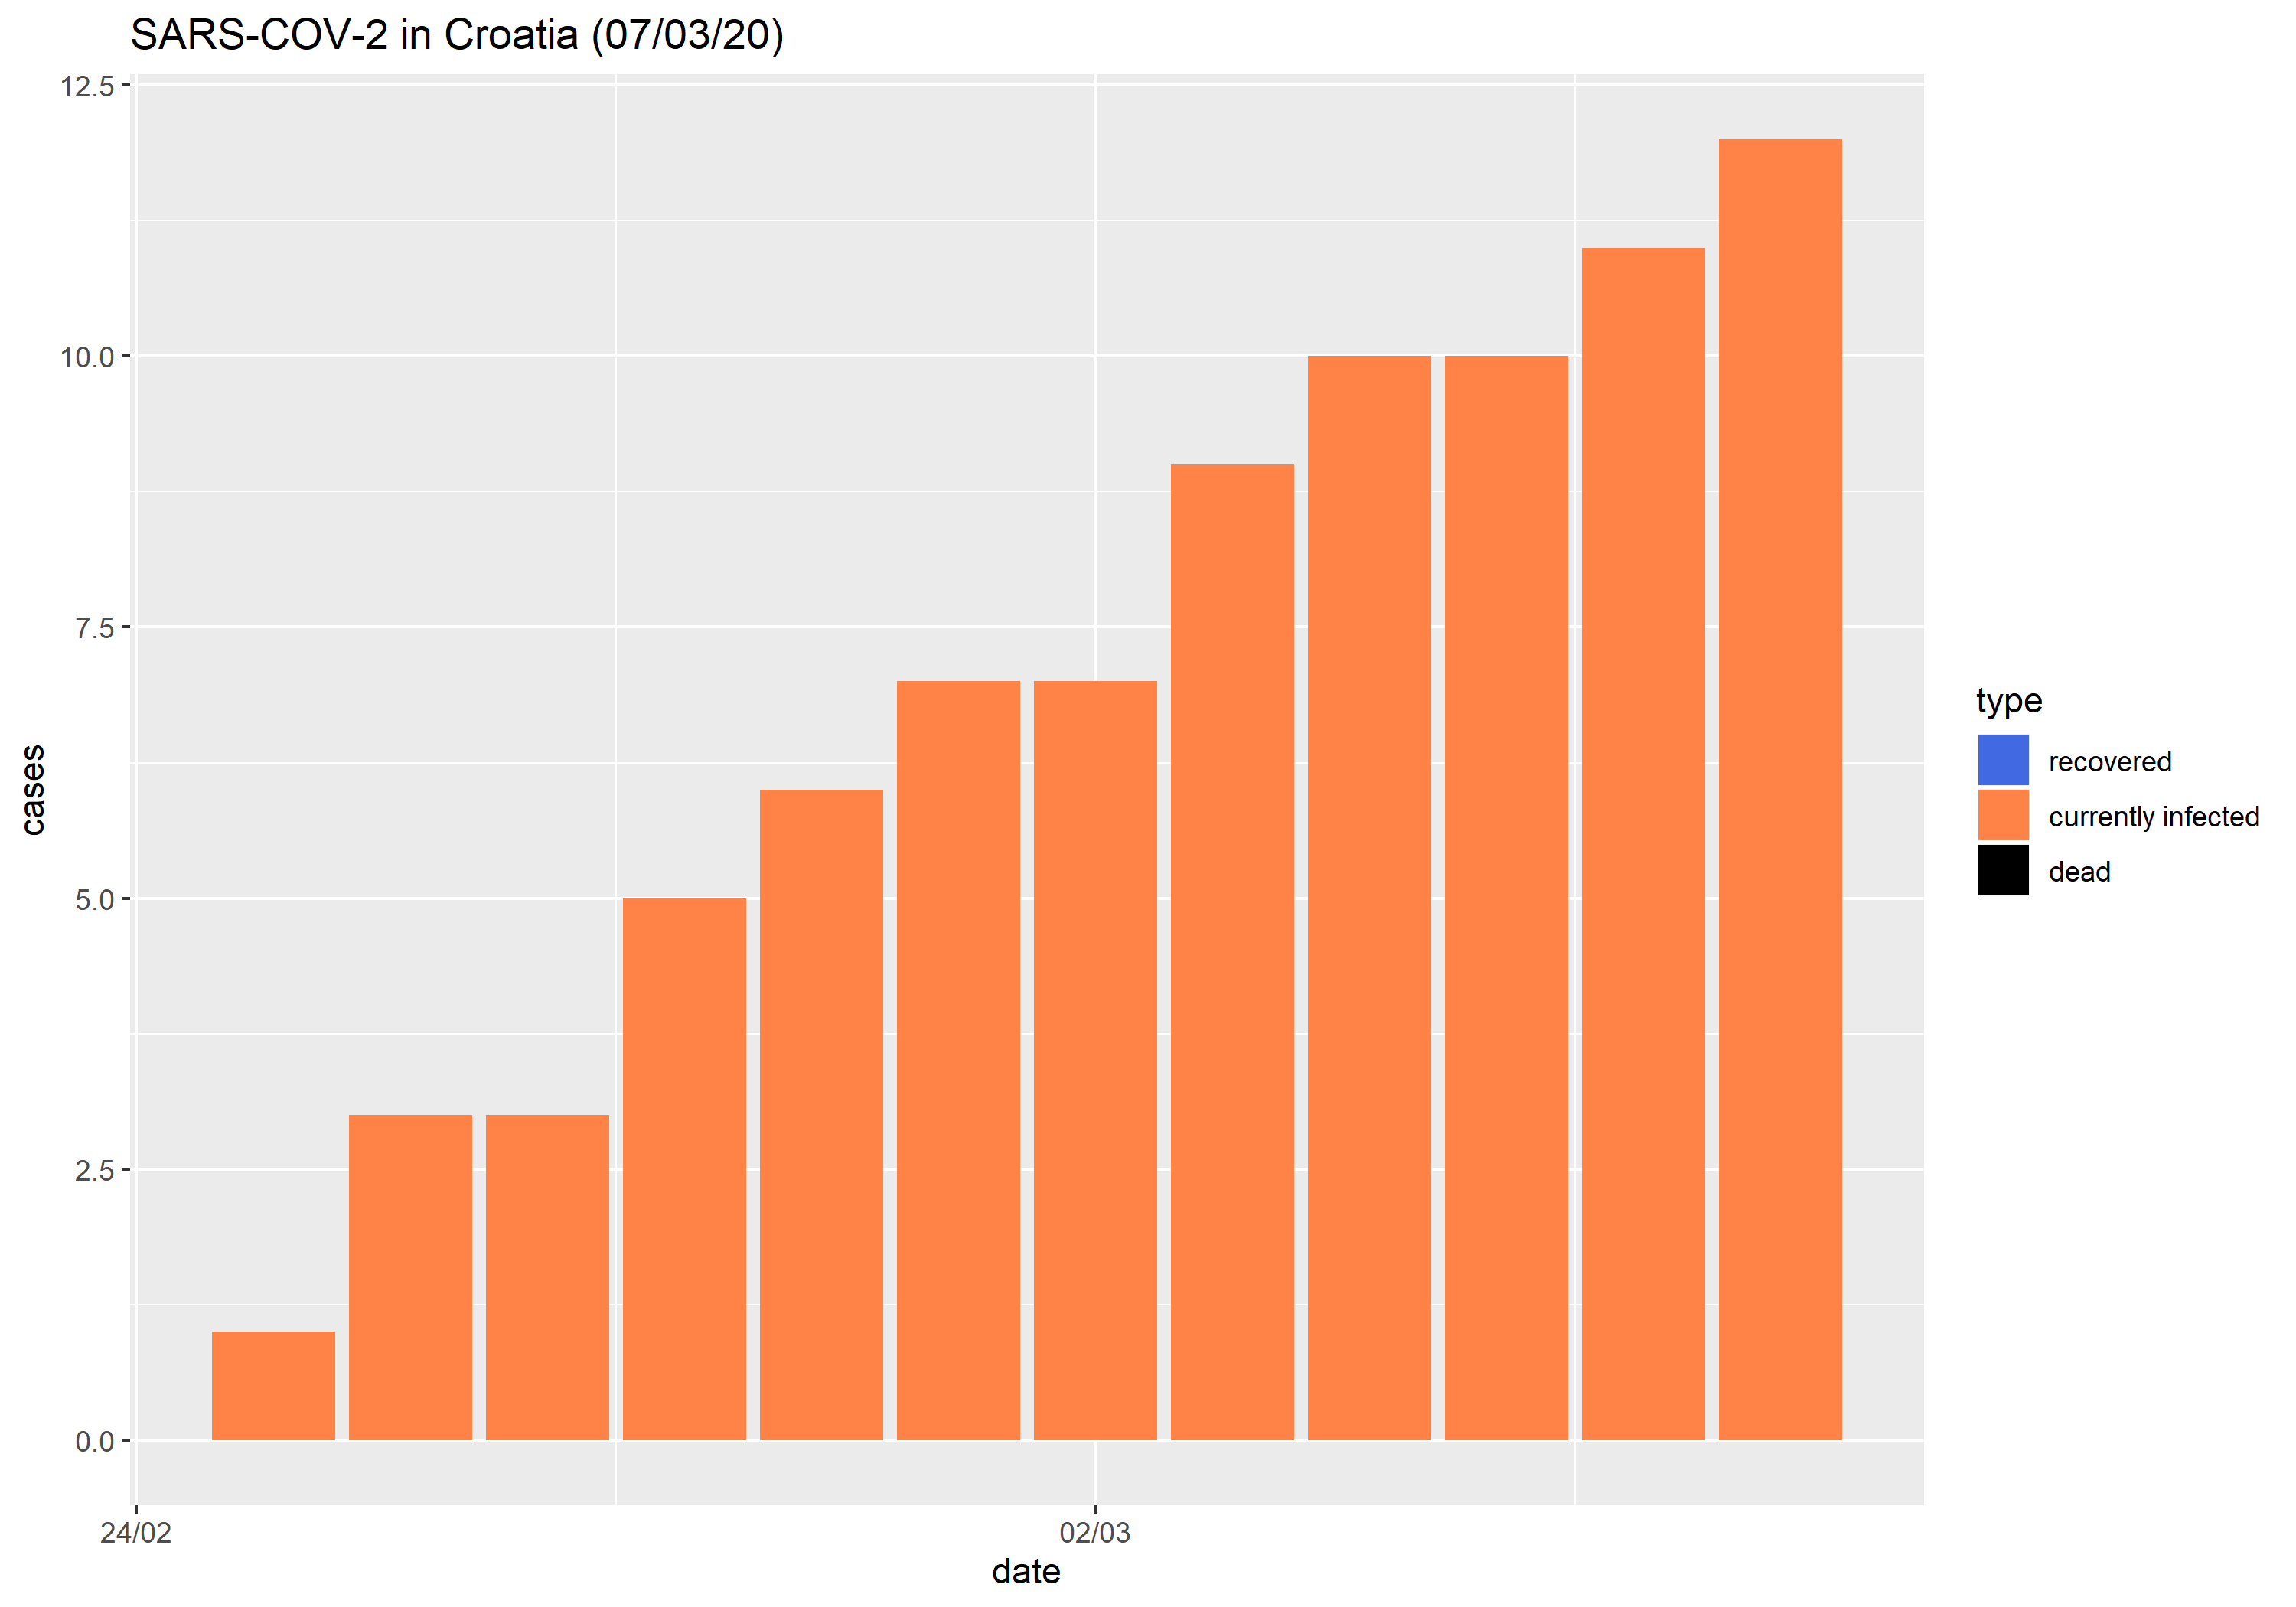 SARS-COV-2 in Croatia (07/03/20)
12.5
10.0
7.5
5.0
2.5
0.0
cases
24/02
02/03
date
type
recovered
currently infected
dead